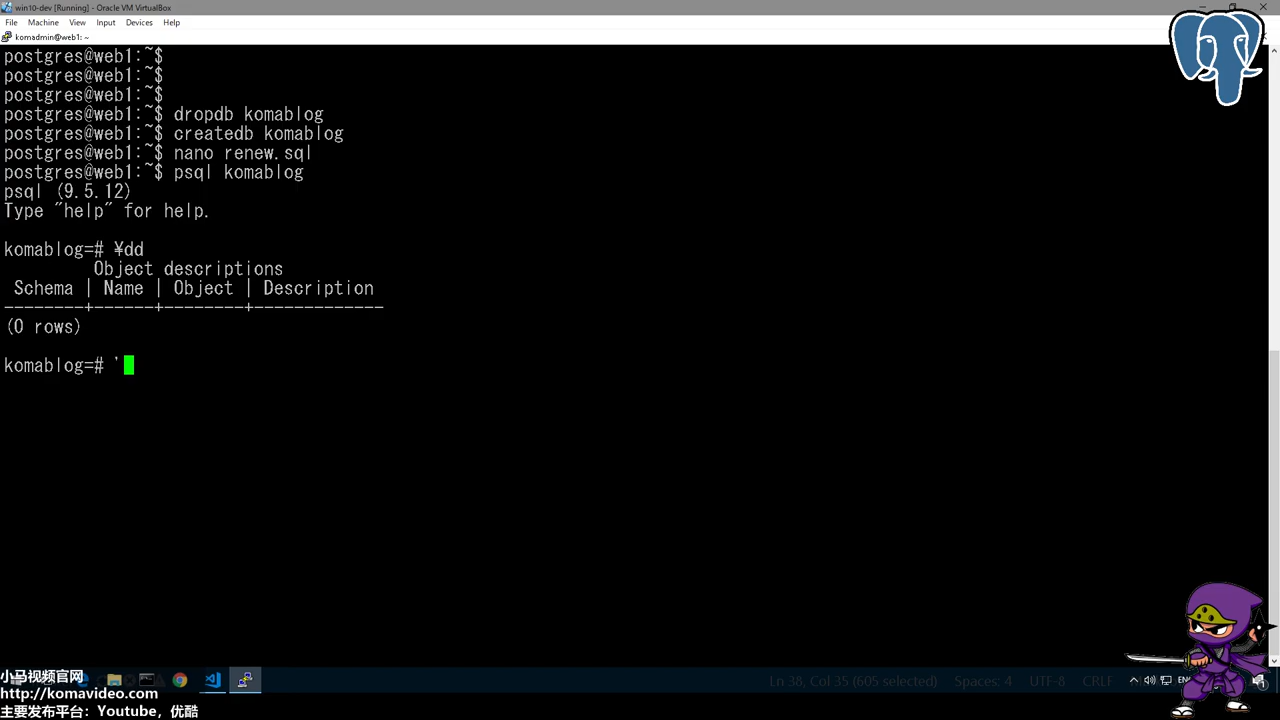 win10-dev [Running] - Oracle VM VirtualBox
File Machine View Input Devices Help
komadmin@web1: ~
postgres@web1:~$
postgres@web1:~$
postgres@web1:~$
postgres@web1:~$ dropdb komablog
postgres@web1:~$ createdb komablog
postgres@web1:~$ nano renew.sql
postgres@web1:~$ psql komablog
psql (9.5.12)
Type "help" for help.
komablog=# ¥dd
Object descriptions
Schema | Name | Object | Description
--------+------+--------+-------------
(0 rows)
komablog=# `
Ln 38, Col 35 (605 selected) Spaces: 4 UTF-8 CRLF
小马视频官网
http://komavideo.com
主要发布平台：Youtube，优酷